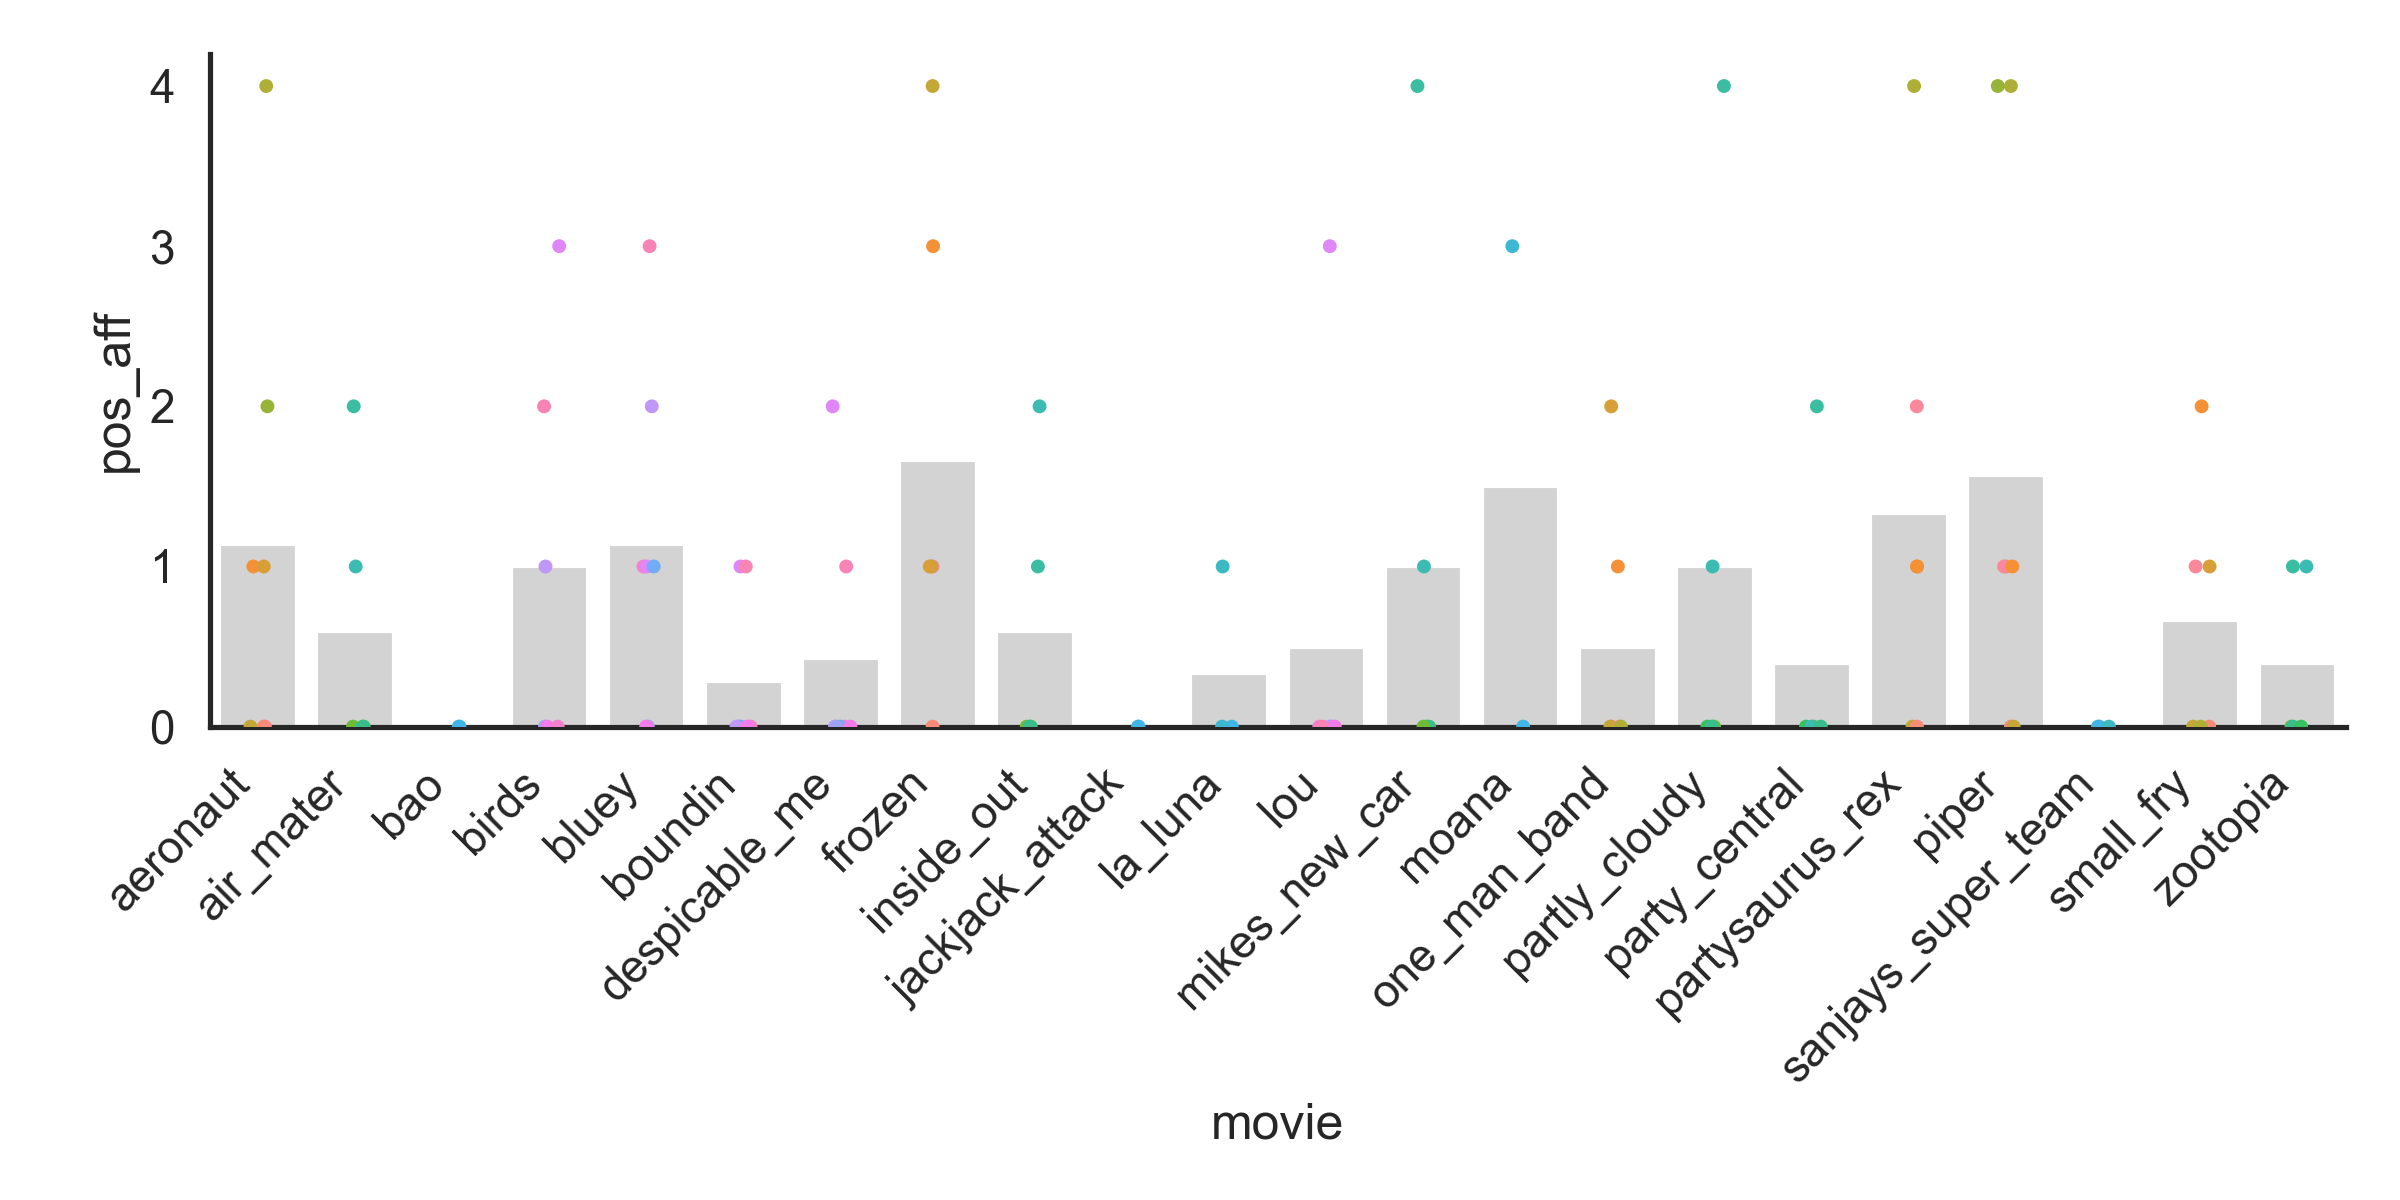 4
3
2
1
0
pos_aff
aeronaut
air_mater
bao
birds
bluey
boundin
despicable_me
frozen
inside_out
jackjack_attack
la_luna
lou
mikes_new_car
moana
one_man_band
partly_cloudy
party_central
partysaurus_rex
piper
sanjays_super_team
small_fry
zootopia
movie